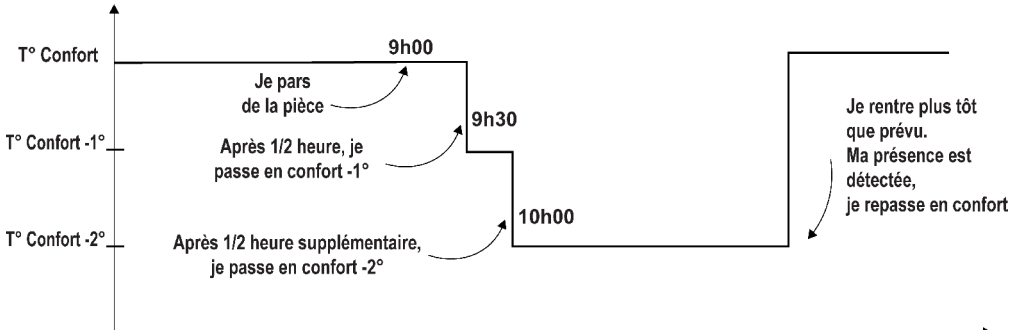 T° Confort
9h00
Je pars
de la pièce
9h30
T° Confort -1°
Après 1/2 heure, je
passe en confort -1°
10h00
T° Confort -2°
Après 1/2 heure supplémentaire,
je passe en confort -2°
Je rentre plus tôt
que prévu.
Ma présence est
détectée,
je repasse en confort